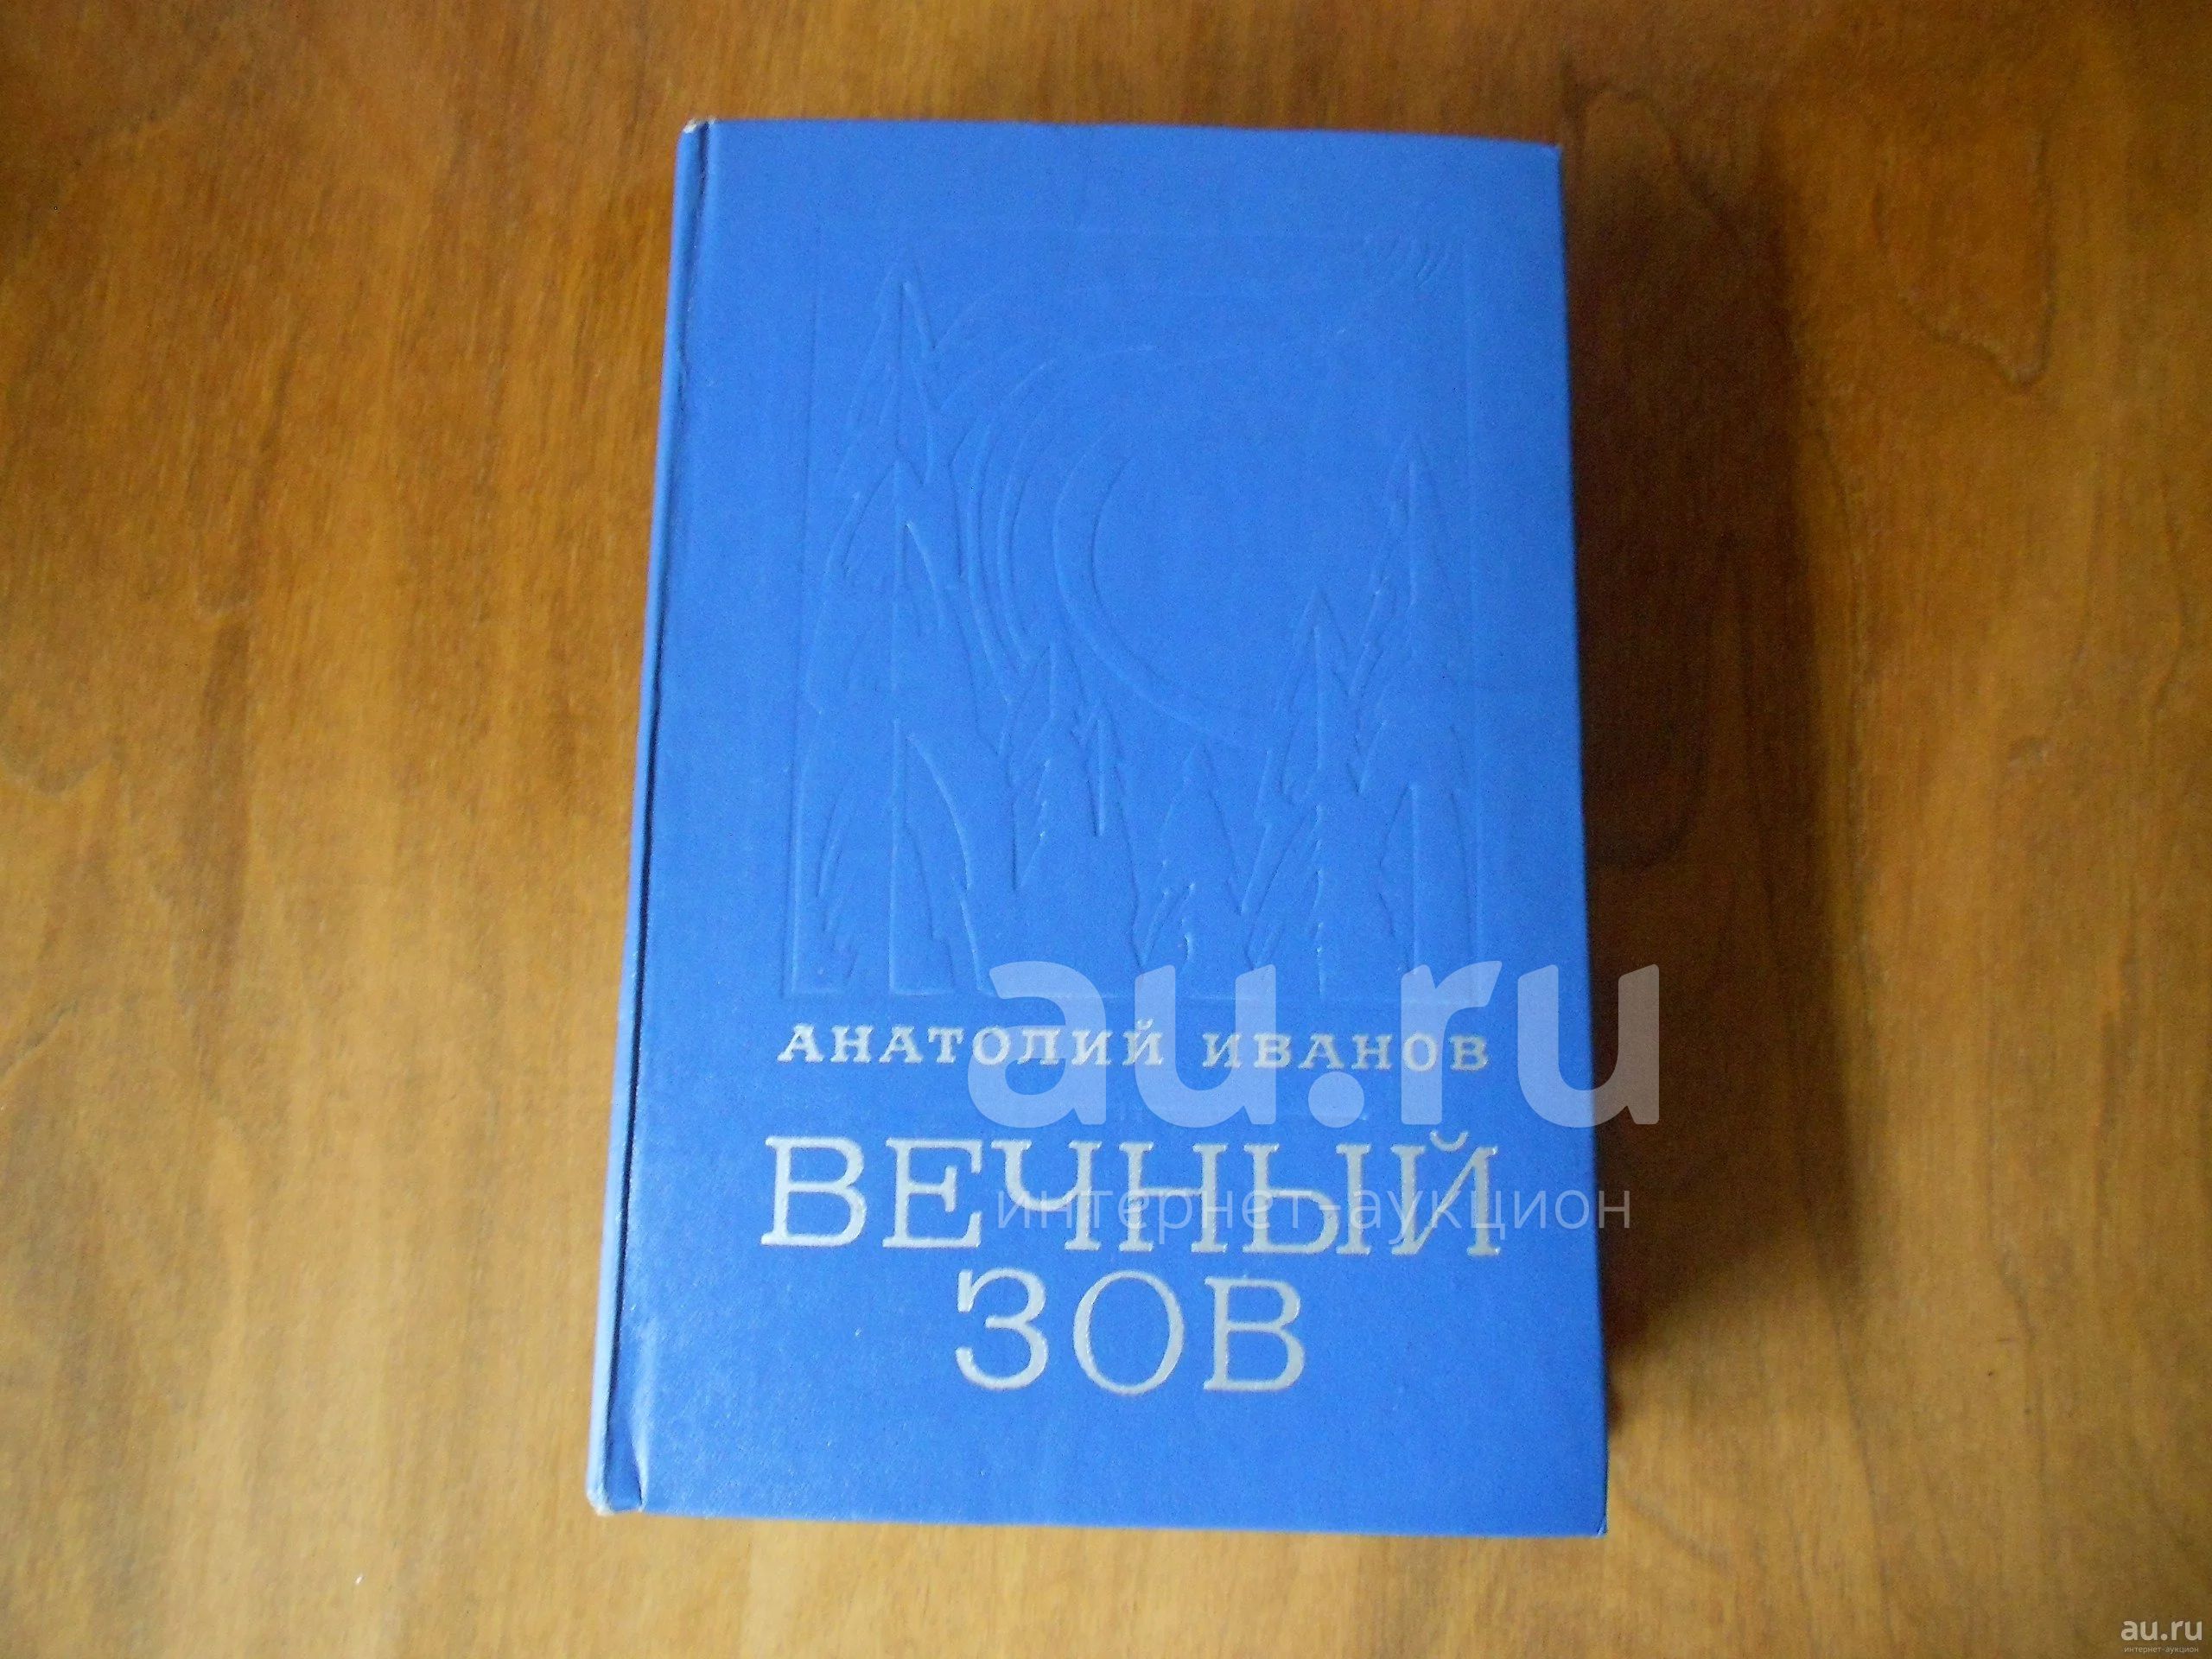 АНАТОЛИЙ ИВАНОВ
ВЕЧНЫЙ
ЗОВ
au.ru
интернет-аукцион
au.ru
интернет-аукцион